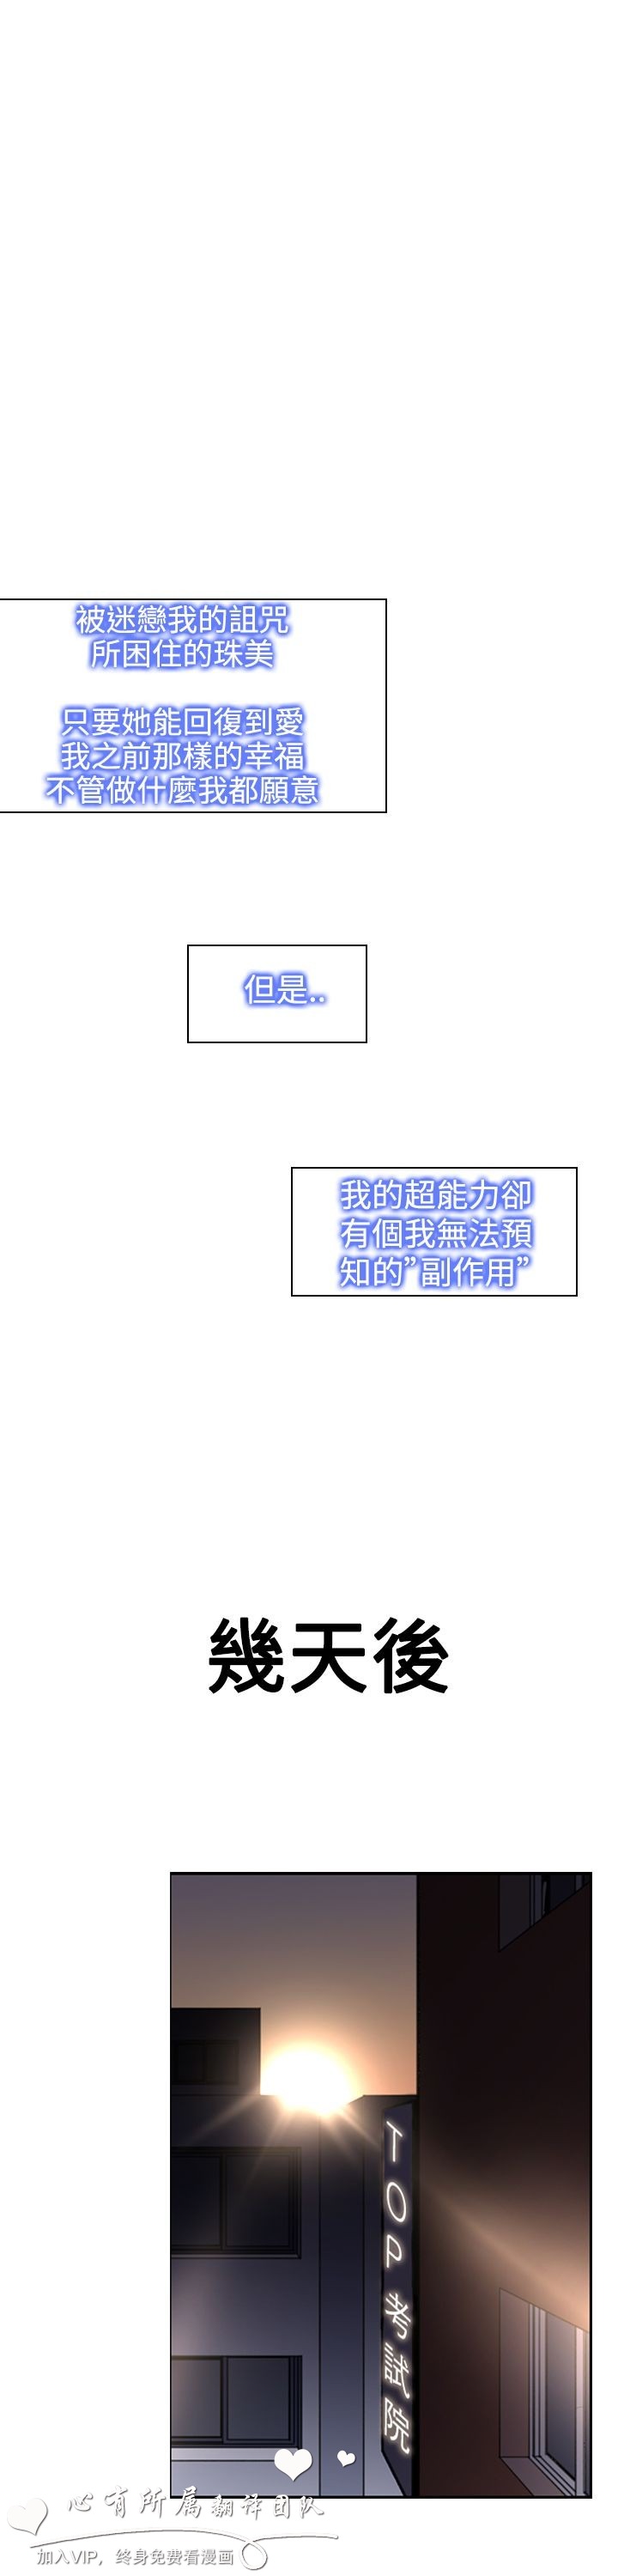 被迷戀我的詛咒
所困住的珠美
只要她能回復到愛
我之前那樣的幸福
不管做什麼我都願意
但是..
我的超能力卻
有個我無法預
知的”副作用”
幾天後
TOP 考試院
心有所属翻译团队
加入VIP，终身免费看漫画